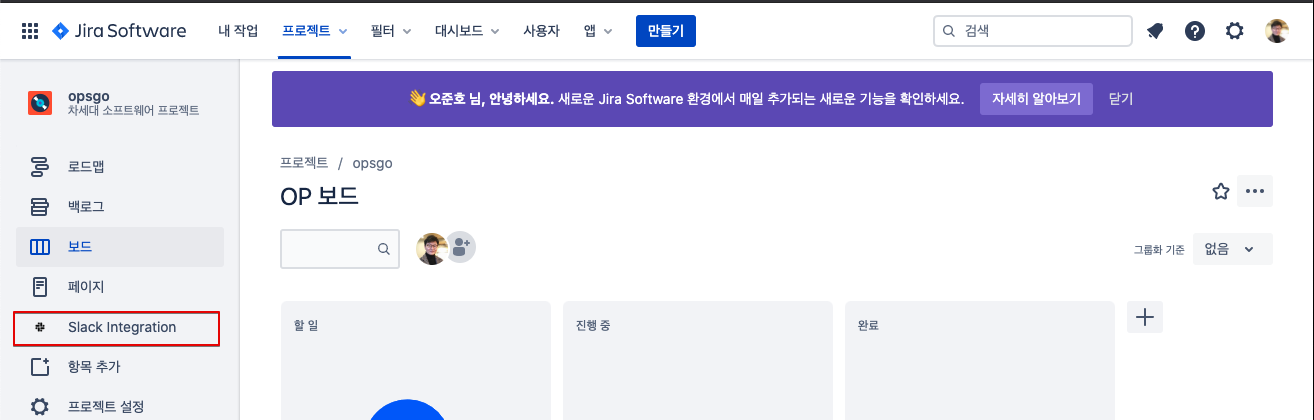 Jira Software 내 작업 프로젝트 필터 대시보드 사용자 앱 만들기 검색
opsgo
차세대 소프트웨어 프로젝트
로드맵
백로그
보드
페이지
Slack Integration
항목 추가
프로젝트 설정
👋 오준호 님, 안녕하세요. 새로운 Jira Software 환경에서 매일 추가되는 새로운 기능을 확인하세요. 자세히 알아보기 닫기
프로젝트 / opsgo
OP 보드
그룹화 기준 없음
할 일 진행 중 완료